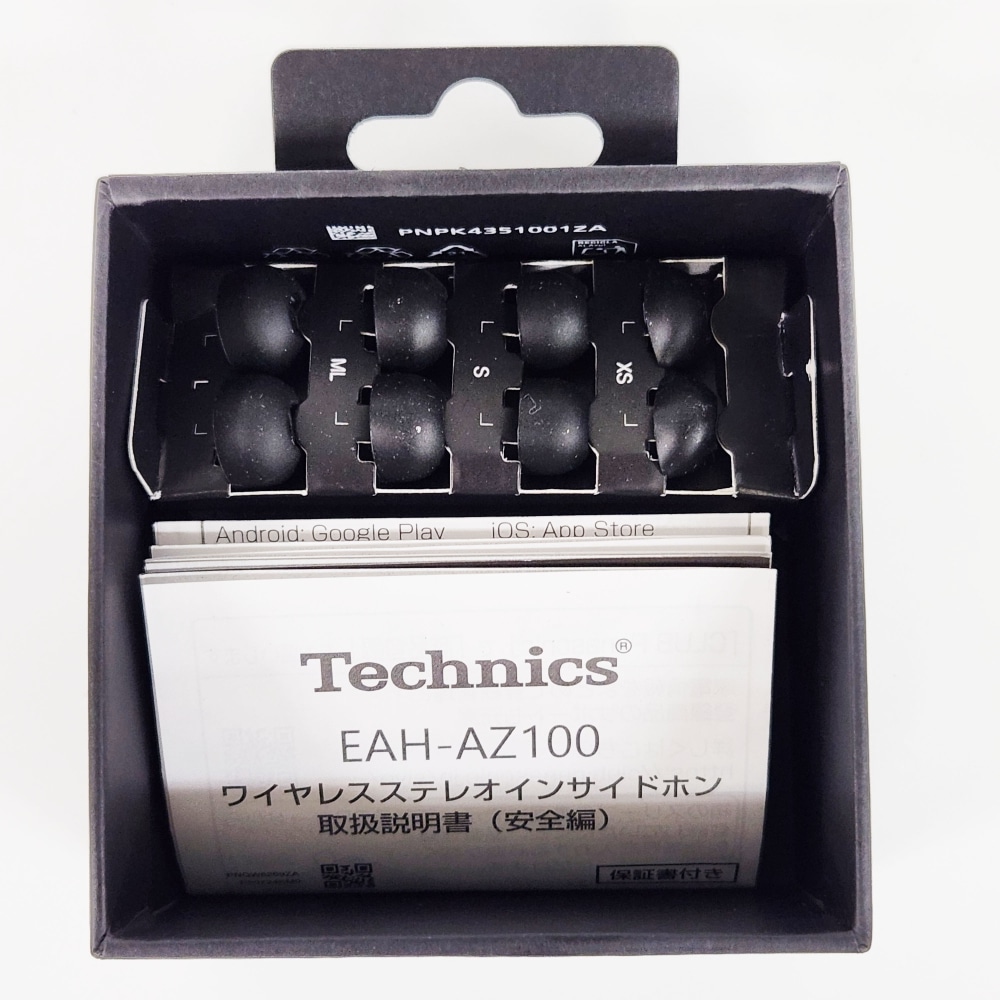 PNPK4351001ZA
L
ML
S
XS
Android: Google Play iOS: App Store
Technics®
EAH-AZ100
ワイヤレスステレオインサイドホン
取扱説明書（安全編）
保証書付き